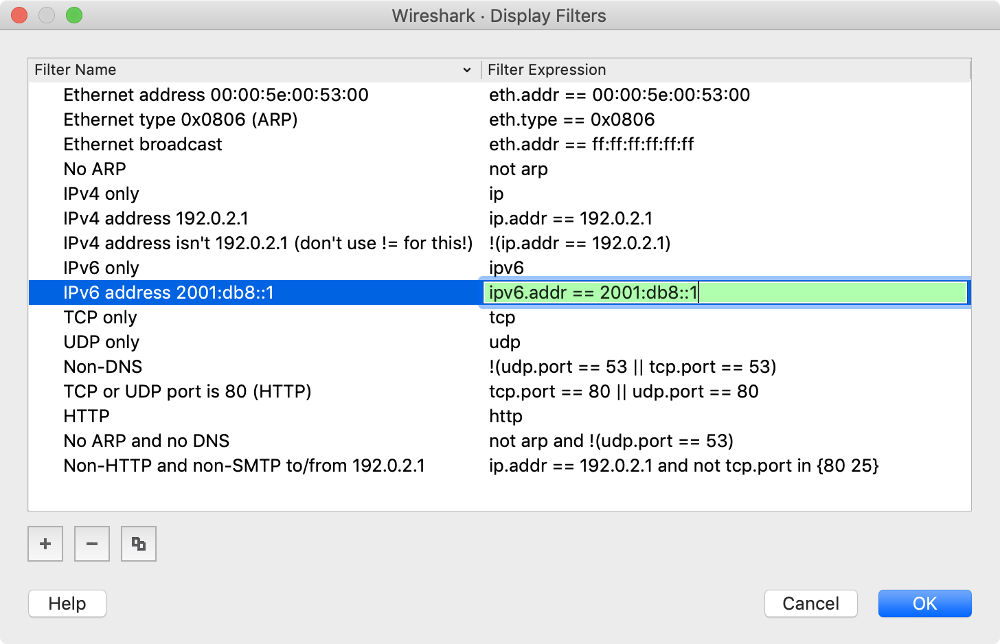 Wireshark · Display Filters
Filter Name Filter Expression
Ethernet address 00:00:5e:00:53:00 eth.addr == 00:00:5e:00:53:00
Ethernet type 0x0806 (ARP) eth.type == 0x0806
Ethernet broadcast eth.addr == ff:ff:ff:ff:ff:ff
No ARP not arp
IPv4 only ip
IPv4 address 192.0.2.1 ip.addr == 192.0.2.1
IPv4 address isn't 192.0.2.1 (don't use != for this!) !(ip.addr == 192.0.2.1)
IPv6 only ipv6
IPv6 address 2001:db8::1 ipv6.addr == 2001:db8::1
TCP only tcp
UDP only udp
Non-DNS !(udp.port == 53 || tcp.port == 53)
TCP or UDP port is 80 (HTTP) tcp.port == 80 || udp.port == 80
HTTP http
No ARP and no DNS not arp and !(udp.port == 53)
Non-HTTP and non-SMTP to/from 192.0.2.1 ip.addr == 192.0.2.1 and not tcp.port in {80 25}
Help Cancel OK